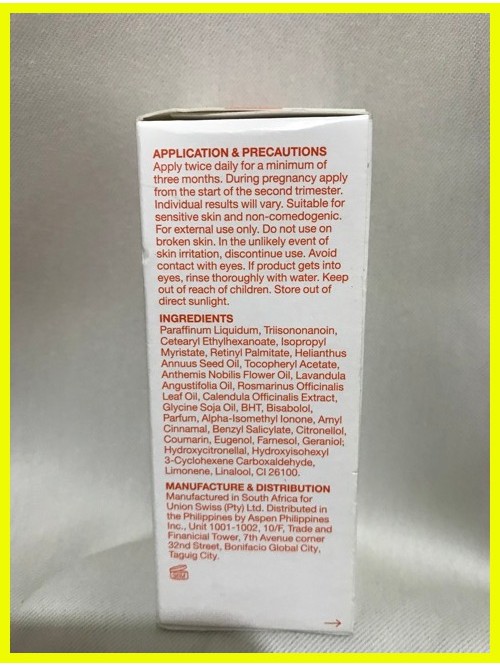 APPLICATION & PRECAUTIONS
Apply twice daily for a minimum of
three months. During pregnancy apply
from the start of the second trimester.
Individual results will vary. Suitable for
sensitive skin and non-comedogenic.
For external use only. Do not use on
broken skin. In the unlikely event of
skin irritation, discontinue use. Avoid
contact with eyes. If product gets into
eyes, rinse thoroughly with water. Keep
out of reach of children. Store out of
direct sunlight.
INGREDIENTS
Paraffinum Liquidum, Triisononanoin,
Cetearyl Ethylhexanoate, Isopropyl
Myristate, Retinyl Palmitate, Helianthus
Annuus Seed Oil, Tocopheryl Acetate,
Anthemis Nobilis Flower Oil, Lavandula
Angustifolia Oil, Rosmarinus Officinalis
Leaf Oil, Calendula Officinalis Extract,
Glycine Soja Oil, BHT, Bisabolol,
Parfum, Alpha-Isomethyl Ionone, Amyl
Cinnamal, Benzyl Salicylate, Citronellol,
Coumarin, Eugenol, Farnesol, Geraniol,
Hydroxycitronellal, Hydroxyisohexyl
3-Cyclohexene Carboxaldehyde,
Limonene, Linalool, CI 26100.
MANUFACTURE & DISTRIBUTION
Manufactured in South Africa for
Union Swiss (Pty) Ltd. Distributed in
the Philippines by Aspen Philippines
Inc., Unit 1001-1002, 10/F, Trade and
Finanicial Tower, 7th Avenue corner
32nd Street, Bonifacio Global City,
Taguig City.